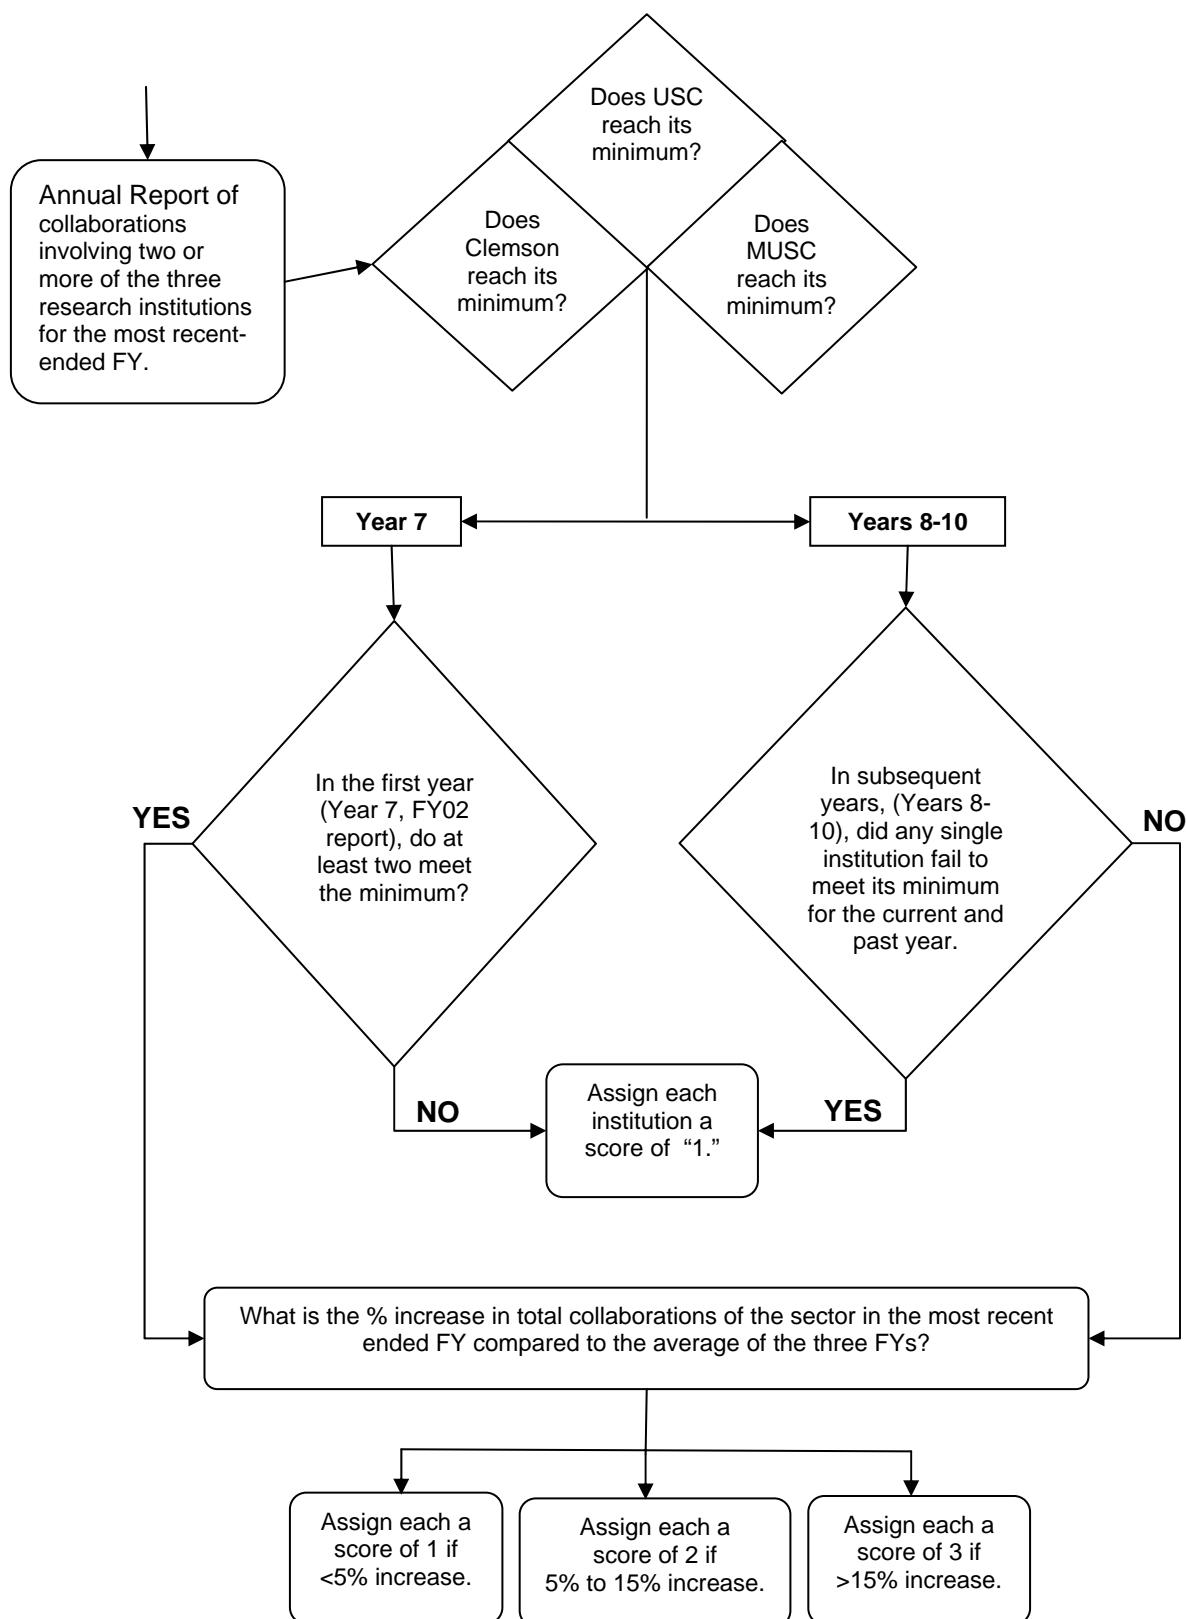 Does USC
reach its
minimum?
Annual Report of
collaborations
involving two or
more of the three
research institutions
for the most recent-
ended FY.
Does
Clemson
reach its
minimum?
Does
MUSC
reach its
minimum?
Year 7
Years 8-10
YES
In the first year
(Year 7, FY02
report), do at
least two meet
the minimum?
In subsequent
years, (Years 8-
10), did any single
institution fail to
meet its minimum
for the current and
past year.
NO
NO
Assign each
institution a
score of “1.”
YES
What is the % increase in total collaborations of the sector in the most recent
ended FY compared to the average of the three FYs?
Assign each a
score of 1 if
<5% increase.
Assign each a
score of 2 if
5% to 15% increase.
Assign each a
score of 3 if
>15% increase.